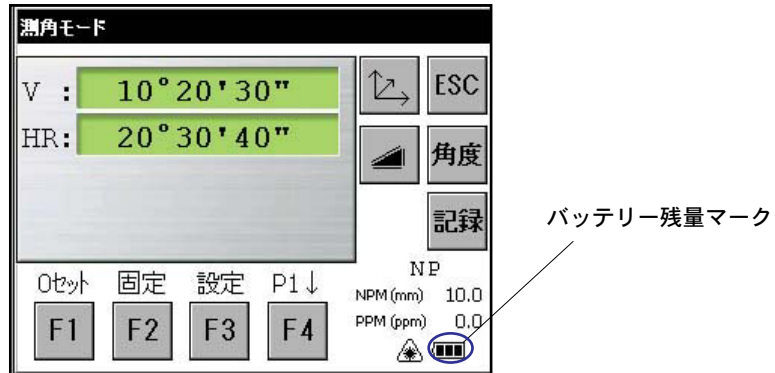 測角モード
V : 10°20'30"
HR: 20°30'40"
ESC
角度
記録
バッテリー残量マーク
0セット 固定 設定 P1↓
F1 F2 F3 F4
NP
NPM (mm) 10.0
PPM (ppm) 0.0